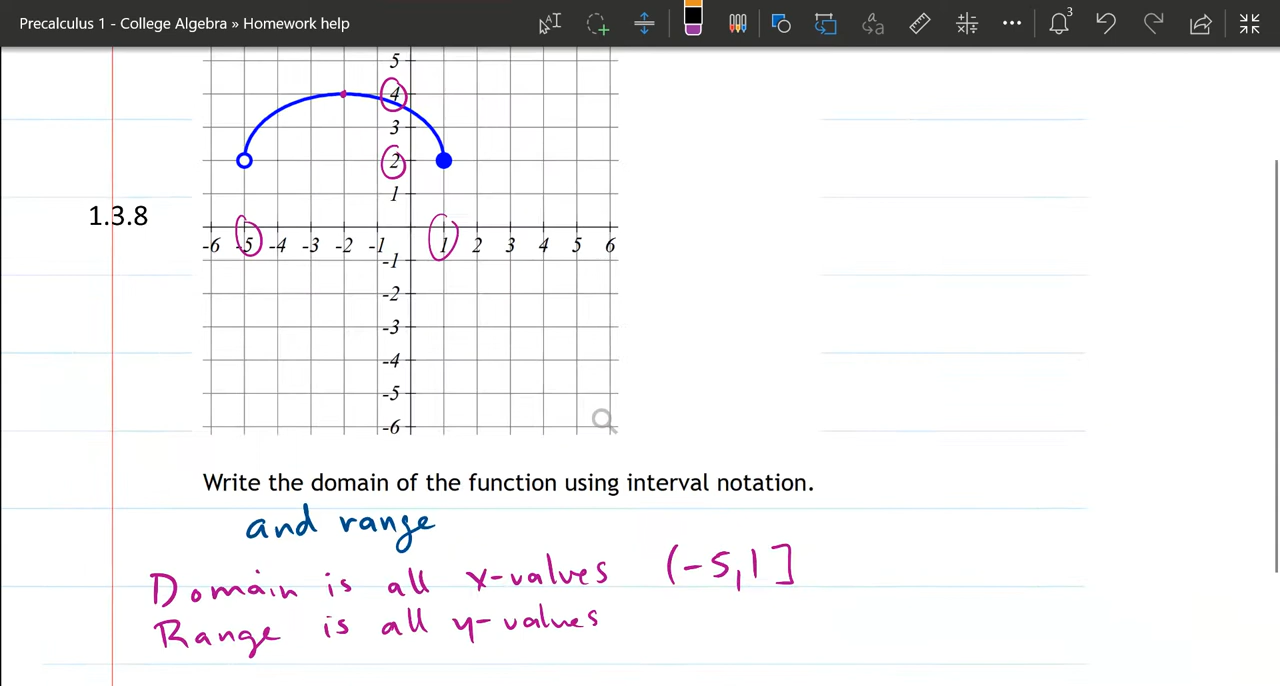 Precalculus 1 - College Algebra » Homework help
3
5
4
3
2
1
1.3.8
-6 -5 -4 -3 -2 -1 1 2 3 4 5 6
-1
-2
-3
-4
-5
-6
Write the domain of the function using interval notation.
and range
Domain is all x-values (-5,1]
Range is all y-values